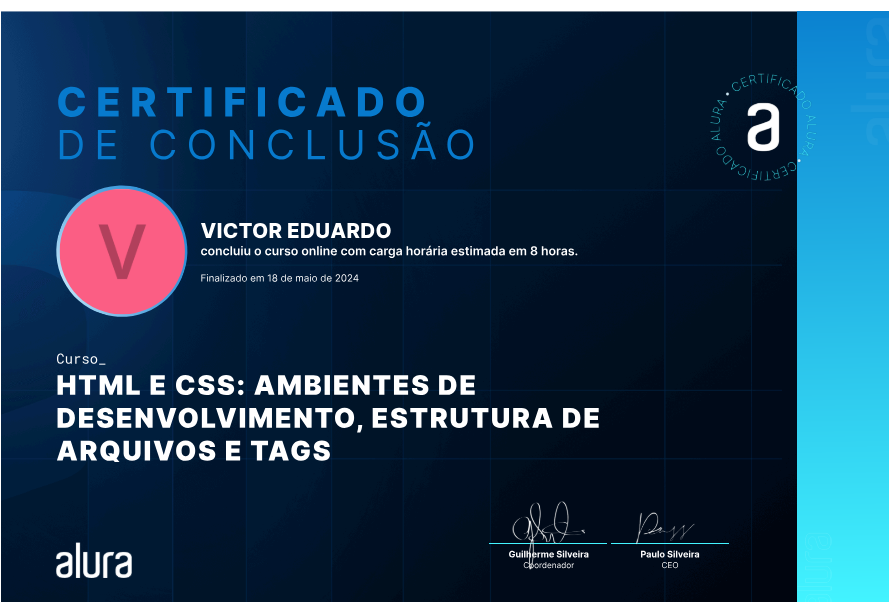 CERTIFICADO
DE CONCLUSÃO
CERTIFICADO ALURA • CERTIFICADO ALURA •
a
V
VICTOR EDUARDO
concluiu o curso online com carga horária estimada em 8 horas.
Finalizado em 18 de maio de 2024
Curso_
HTML E CSS: AMBIENTES DE
DESENVOLVIMENTO, ESTRUTURA DE
ARQUIVOS E TAGS
Guilherme Silveira
Coordenador
Paulo Silveira
CEO
alura
alura
alura